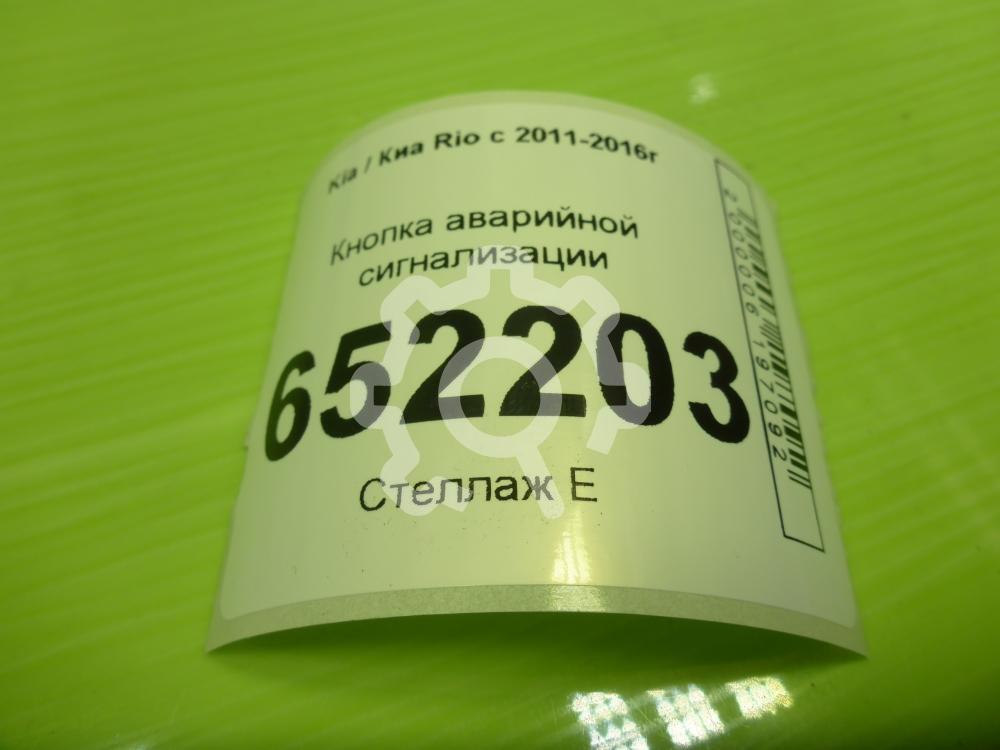 Kia / Киа Rio с 2011-2016г
Кнопка аварийной
сигнализации
652203
Стеллаж Е
2000006197092